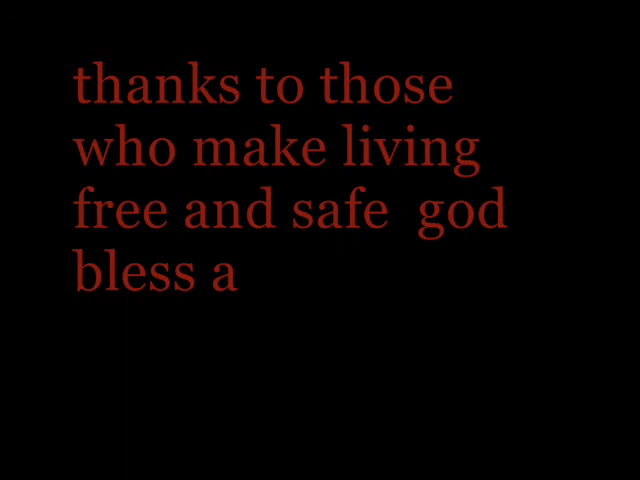 thanks to those
who make living
free and safe  god
bless a